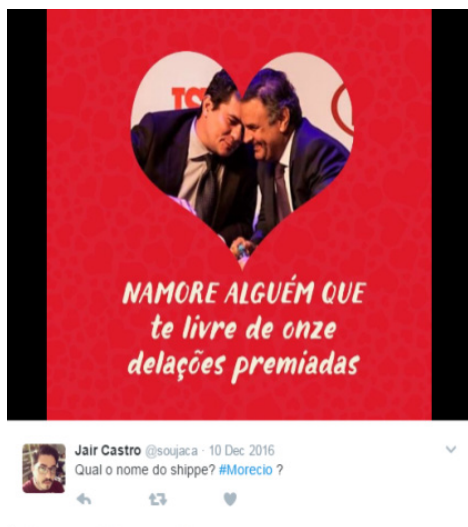 NAMORE ALGUÉM QUE
te livre de onze
delações premiadas
Jair Castro @soujaca · 10 Dec 2016
Qual o nome do shippe? #Morecio ?